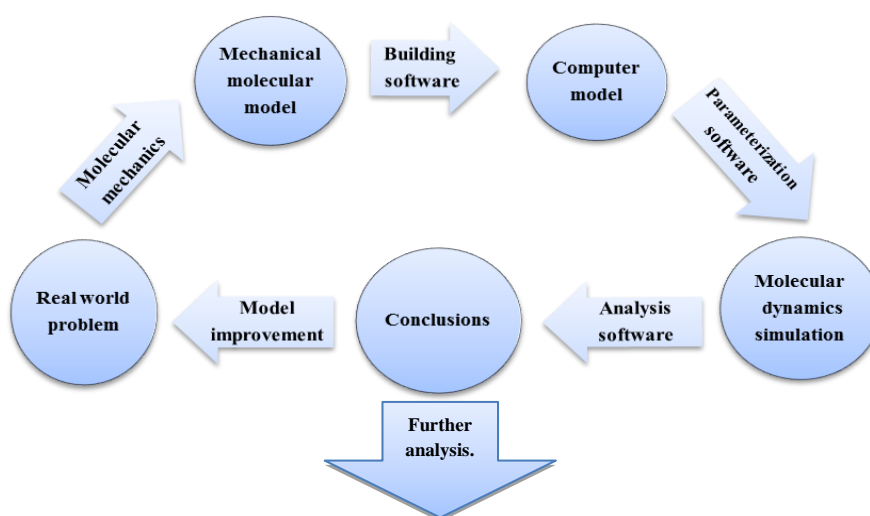 Mechanical
molecular
model
Building
software
Computer
model
Parameterization
software
Molecular
mechanics
Real world
problem
Model
improvement
Conclusions
Analysis
software
Molecular
dynamics
simulation
Further
analysis.